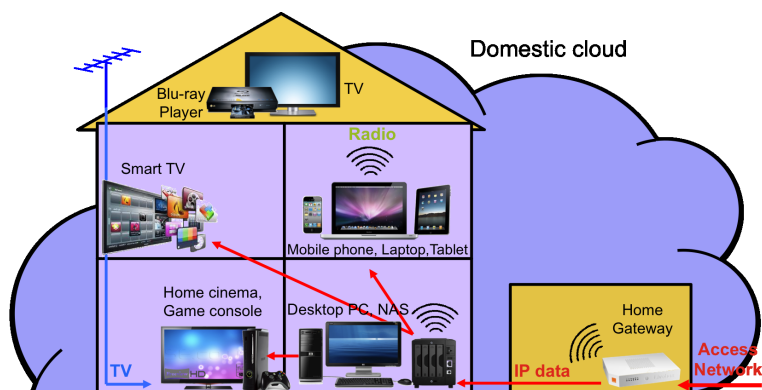 Domestic cloud
Blu-ray
Player
TV
Radio
Smart TV
Mobile phone, Laptop,Tablet
Home cinema,
Game console
Desktop PC, NAS
Home
Gateway
TV
IP data
Access
Network